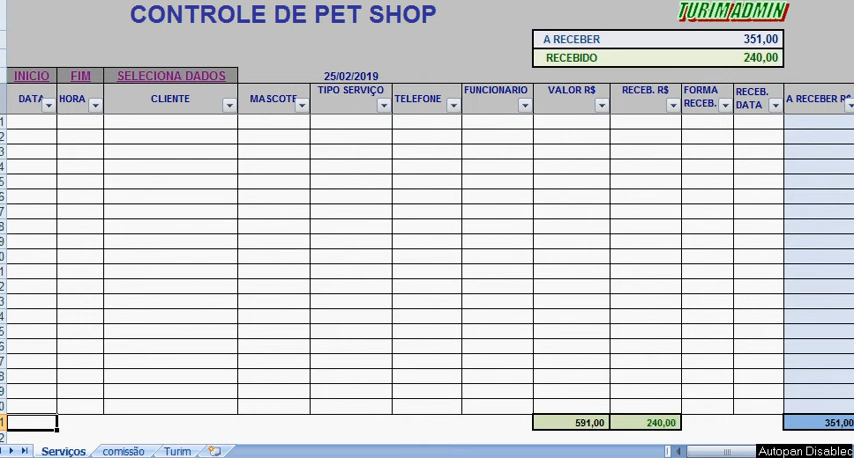 CONTROLE DE PET SHOP
TURIM ADMIN
A RECEBER 351,00
RECEBIDO 240,00
INICIO FIM SELECIONA DADOS 25/02/2019
DATA HORA CLIENTE MASCOTE TIPO SERVIÇO TELEFONE FUNCIONARIO VALOR R$ RECEB. R$ FORMA RECEB. RECEB. DATA A RECEBER R$
591,00 240,00 351,00
Serviços comissão Turim
Autopan Disabled